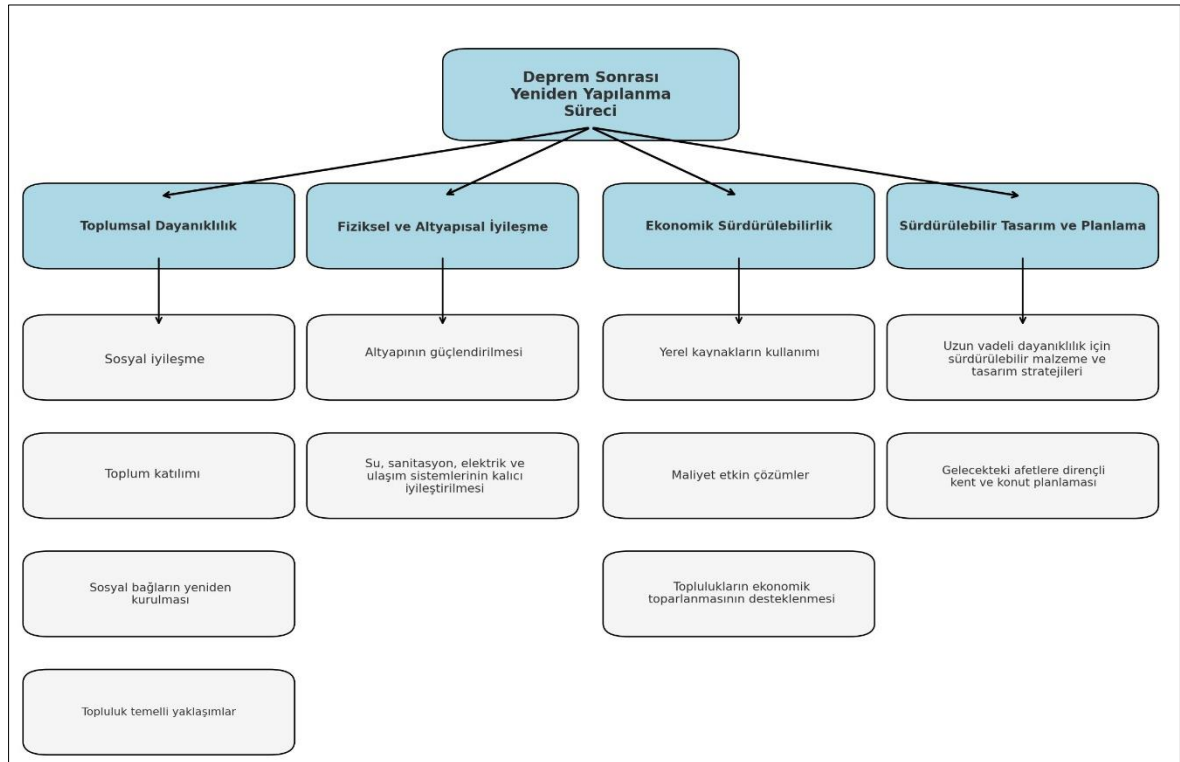 Deprem Sonrası
Yeniden Yapılanma
Süreci
Toplumsal Dayanıklılık
Fiziksel ve Altyapısal İyileşme
Ekonomik Sürdürülebilirlik
Sürdürülebilir Tasarım ve Planlama
Sosyal iyileşme
Altyapının güçlendirilmesi
Yerel kaynakların kullanımı
Uzun vadeli dayanıklılık için
sürdürülebilir malzeme ve
tasarım stratejileri
Toplum katılımı
Su, sanitasyon, elektrik ve
ulaşım sistemlerinin kalıcı
iyileştirilmesi
Maliyet etkin çözümler
Gelecekteki afetlere dirençli
kent ve konut planlaması
Sosyal bağların yeniden
kurulması
Toplulukların ekonomik
toparlanmasının desteklenmesi
Topluluk temelli yaklaşımlar